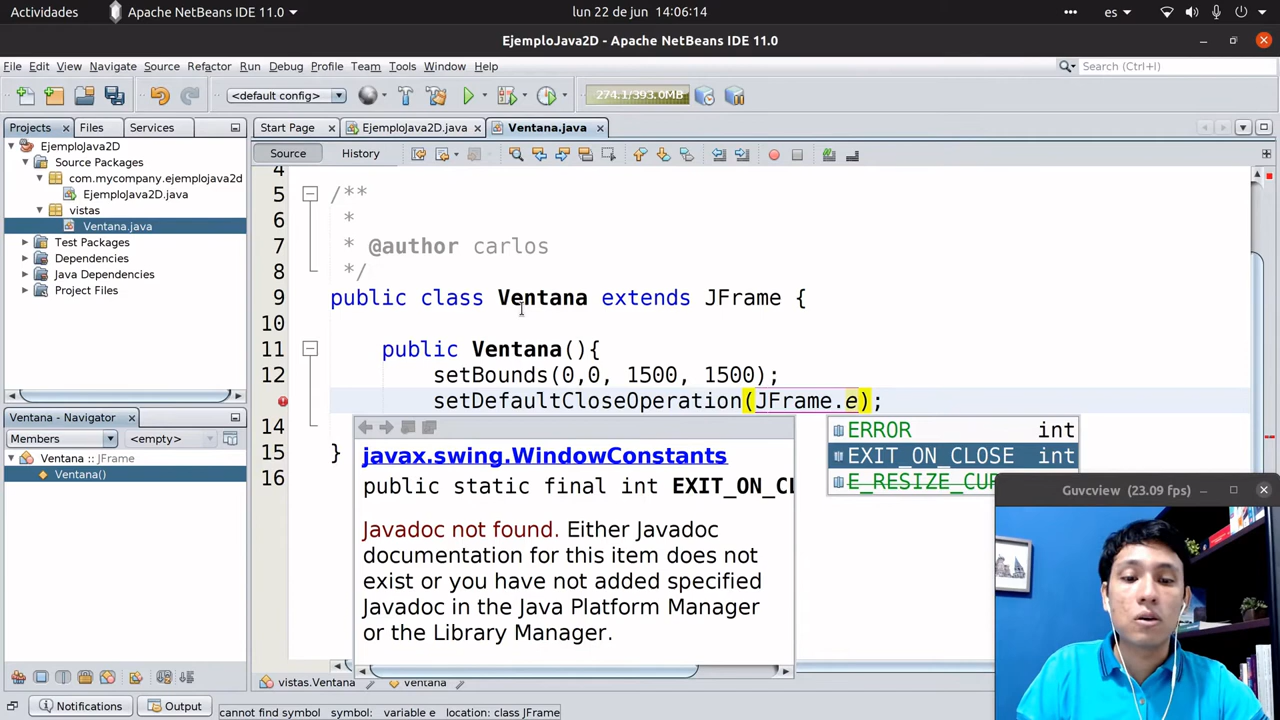 Actividades
Apache NetBeans IDE 11.0
lun 22 de jun 14:06:14
es
EjemploJava2D - Apache NetBeans IDE 11.0
File Edit View Navigate Source Refactor Run Debug Profile Team Tools Window Help
Search (Ctrl+I)
<default config>
274.1/393.0MB
Projects
Files
Services
Start Page
EjemploJava2D.java
Ventana.java
EjemploJava2D
Source Packages
com.mycompany.ejemplojava2d
EjemploJava2D.java
vistas
Ventana.java
Test Packages
Dependencies
Java Dependencies
Project Files
Source
History
4
5 /**
6 *
7 * @author carlos
8 */
9 public class Ventana extends JFrame {
10
11 public Ventana(){
12 setBounds(0,0, 1500, 1500);
setDefaultCloseOperation(JFrame.e);
14
15 }
16
ERROR int
EXIT_ON_CLOSE int
E_RESIZE_CUR
javax.swing.WindowConstants
public static final int EXIT_ON_CL
Javadoc not found. Either Javadoc
documentation for this item does not
exist or you have not added specified
Javadoc in the Java Platform Manager
or the Library Manager.
Ventana - Navigator
Members
<empty>
Ventana :: JFrame
Ventana()
Guvcview (23.09 fps)
vistas.Ventana
Ventana
Notifications
Output
cannot find symbol symbol: variable e location: class JFrame